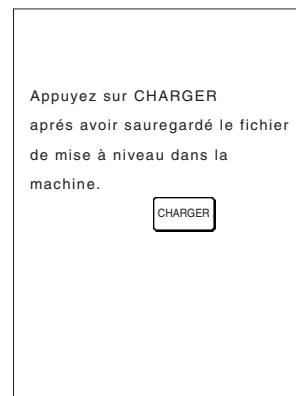 Appuyez sur CHARGER
aprés avoir sauregardé le fichier
de mise à niveau dans la
machine.
CHARGER